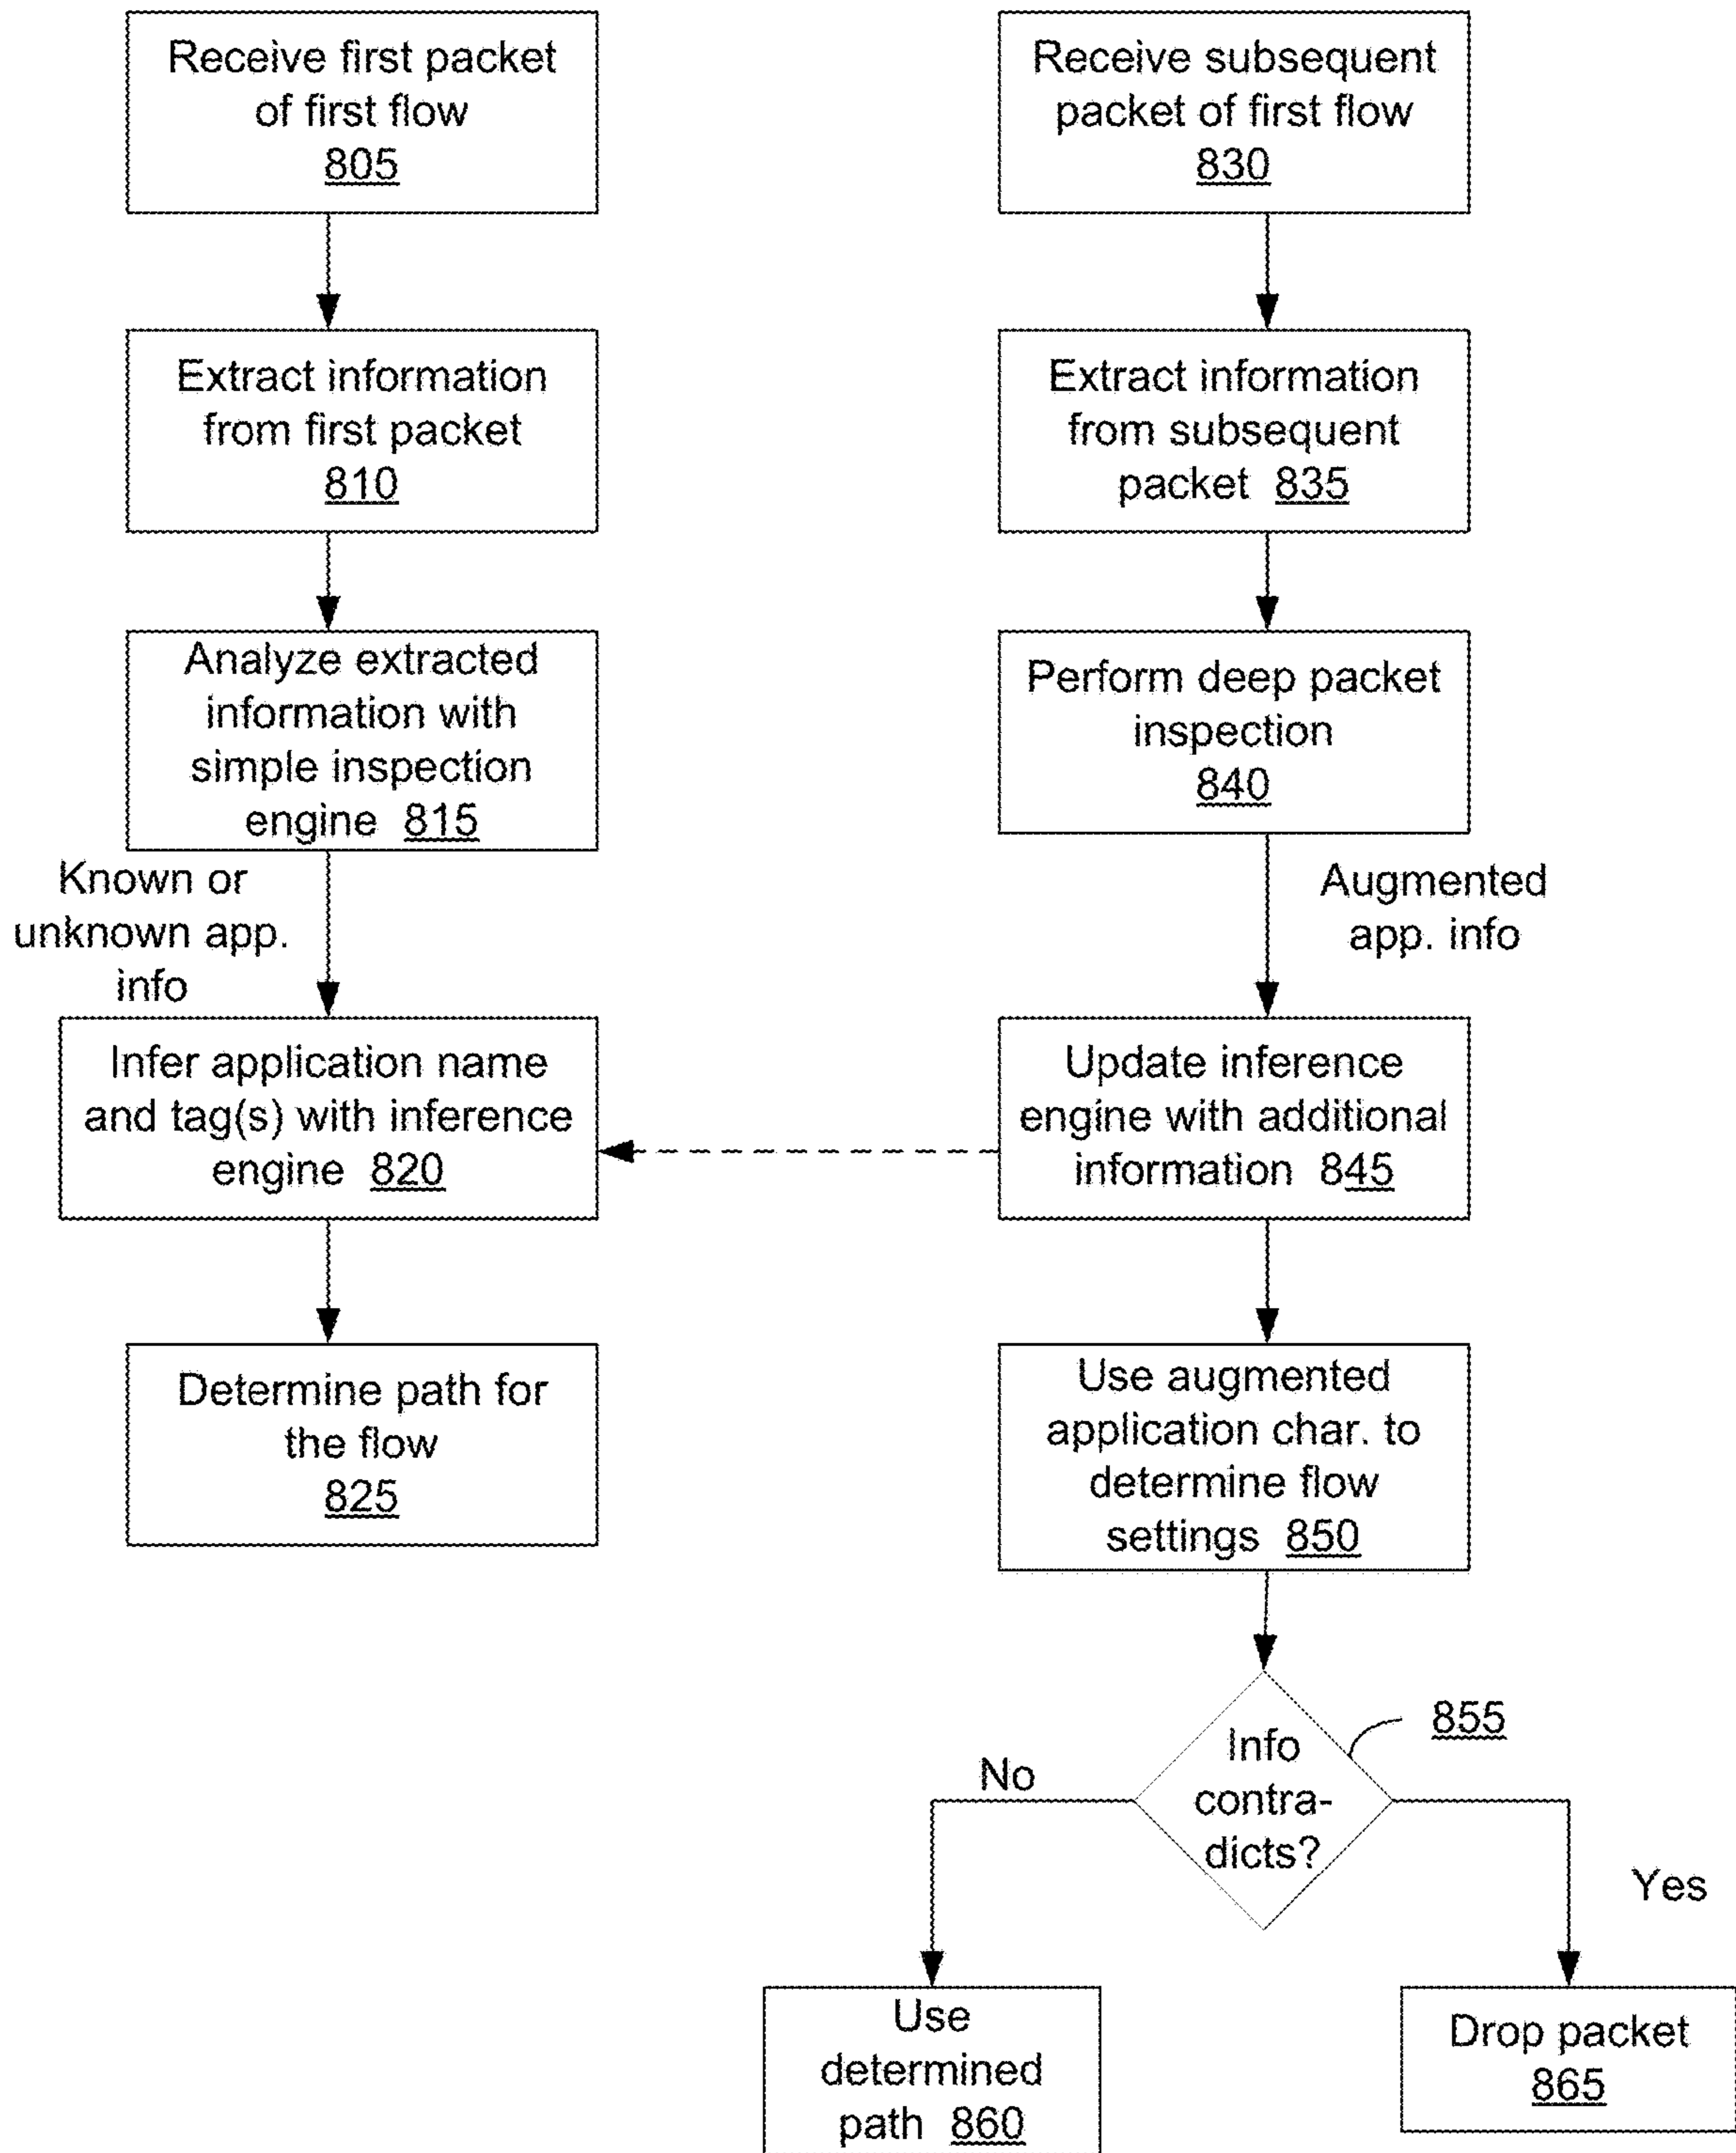 Receive first packet
of first flow
805
Extract information
from first packet
810
Analyze extracted
information with
simple inspection
engine 815
Known or
unknown app.
info
Infer application name
and tag(s) with inference
engine 820
Determine path for
the flow
825
Receive subsequent
packet of first flow
830
Extract information
from subsequent
packet 835
Perform deep packet
inspection
840
Augmented
app. info
Update inference
engine with additional
information 845
Use augmented
application char. to
determine flow
settings 850
855
Info
contra-
dicts?
No
Yes
Use
determined
path 860
Drop packet
865